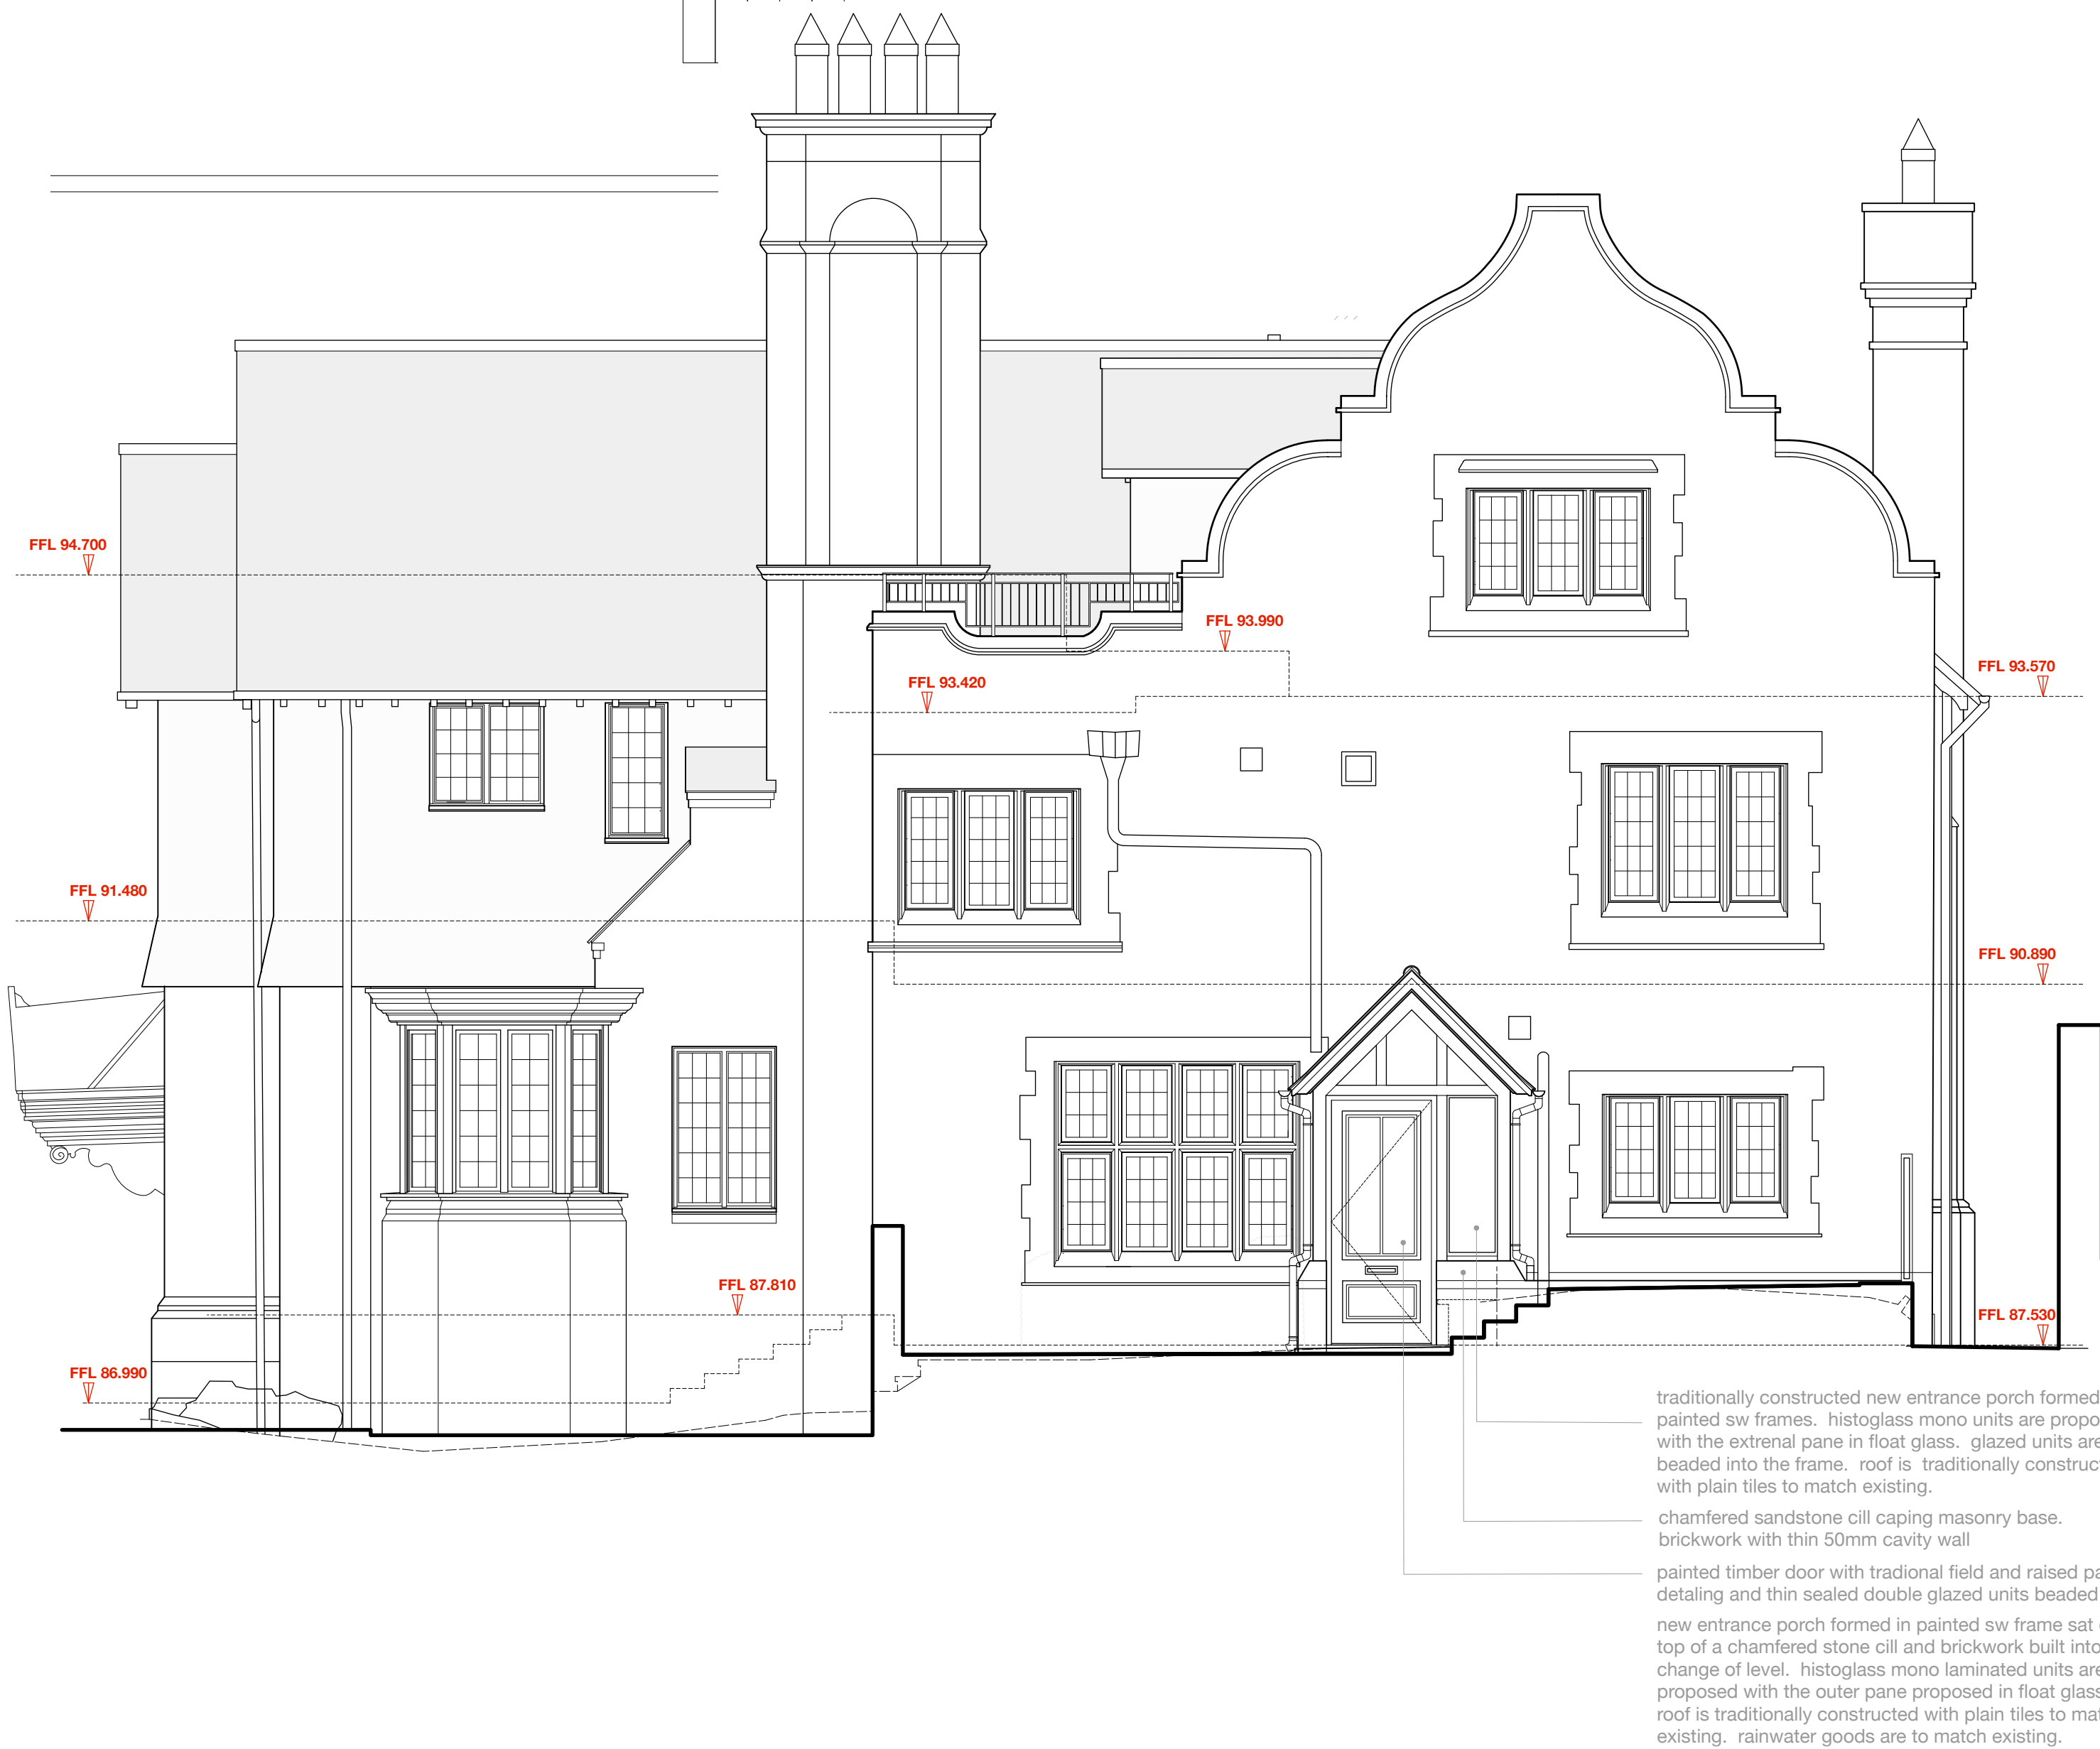 FFL 94.700
FFL 93.990
FFL 93.570
FFL 93.420
FFL 91.480
FFL 90.890
FFL 87.810
FFL 87.530
FFL 86.990
traditionally constructed new entrance porch formed
painted sw frames. histoglass mono units are
with the extrenal pane in float glass. glazed units are
beaded into the frame. roof is traditionally
with plain tiles to match existing.
chamfered sandstone cill caping masonry base.
brickwork with thin 50mm cavity wall
painted timber door with tradional field and raised
detaling and thin sealed double glazed units beaded
new entrance porch formed in painted sw frame sat
top of a chamfered stone cill and brickwork built into
change of level. histoglass mono laminated units are
proposed with the outer pane proposed in float glass
roof is traditionally constructed with plain tiles to
existing. rainwater goods are to match existing.